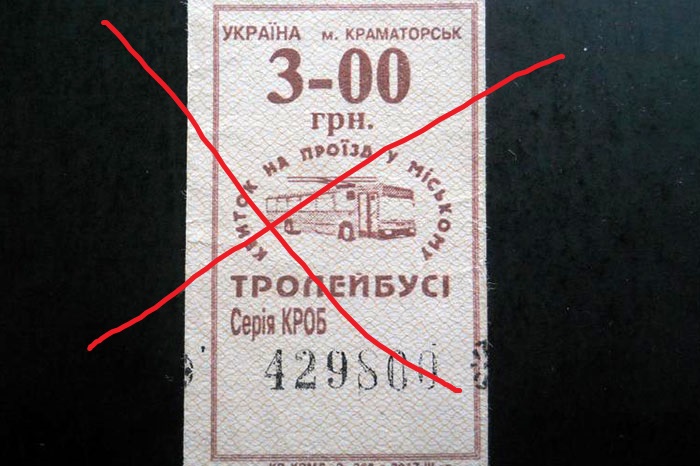 УКРАЇНА м. КРАМАТОРСЬК
3-00
грн.
КВИТОК НА ПРОЇЗД У МІСЬКОМУ
ТРОЛЕЙБУСІ
Серія КРОБ
429800